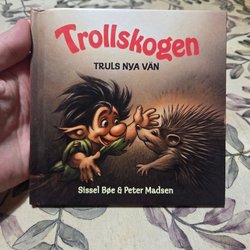 Trollskogen
TRULS NYA VÄN
Sissel Bøe & Peter Madsen